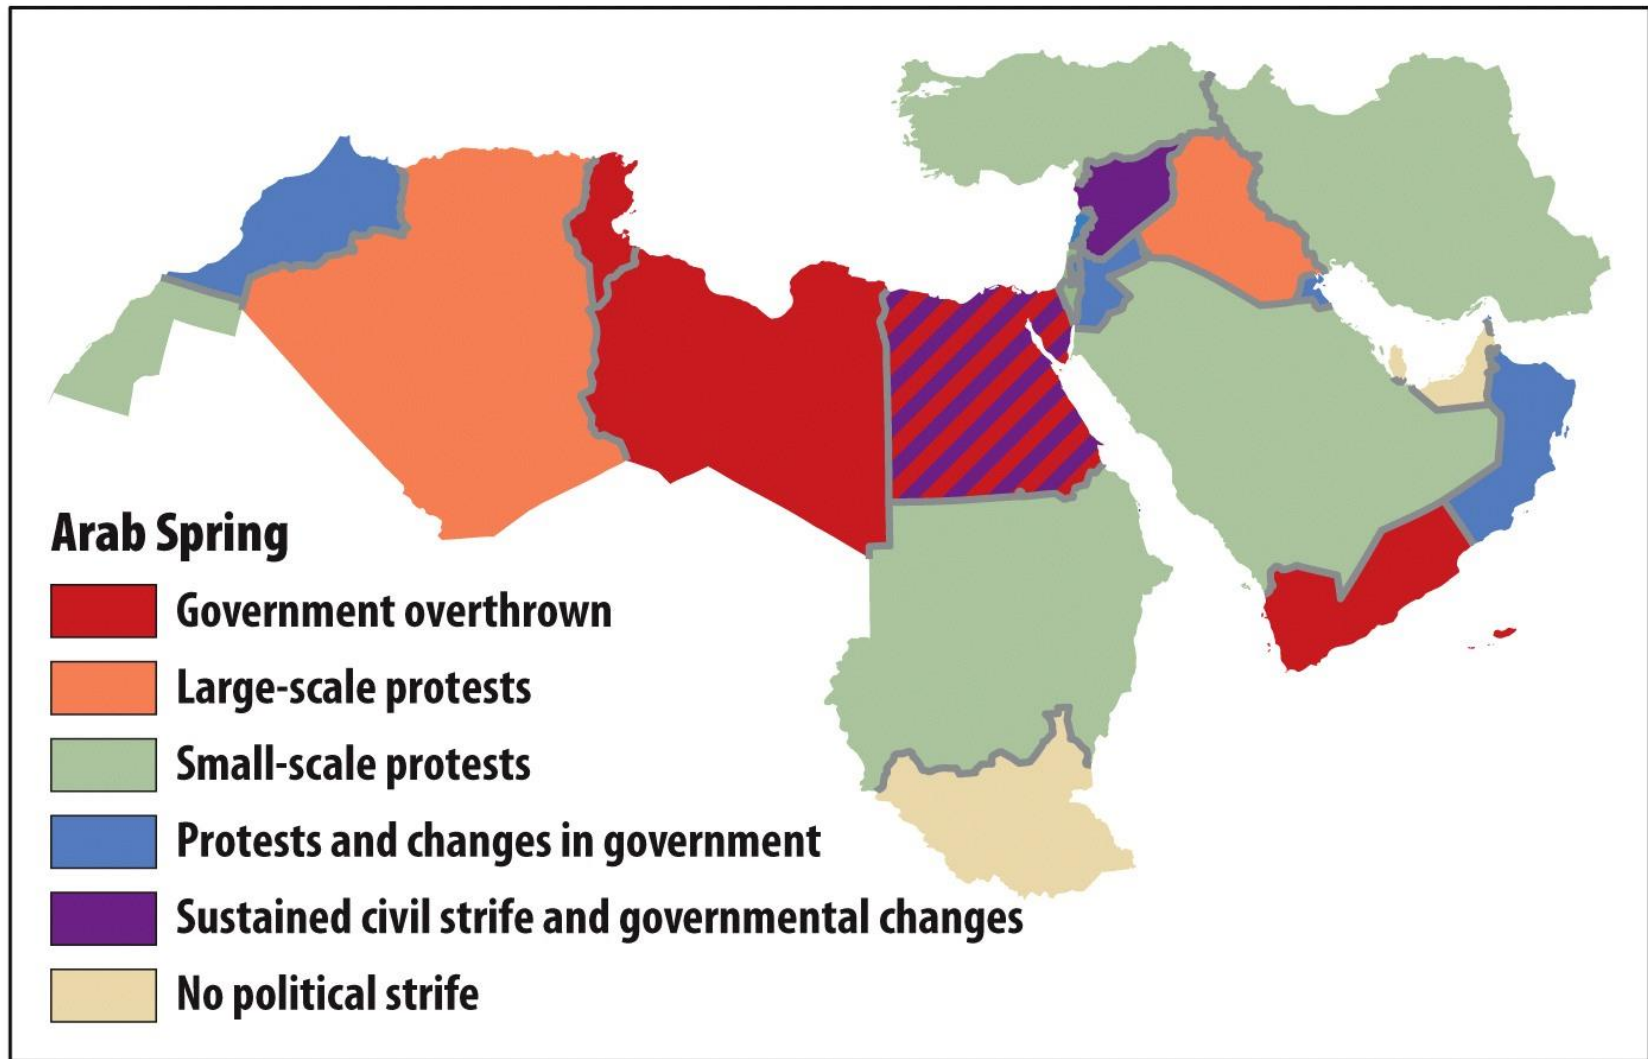 Arab Spring
Government overthrown
Large-scale protests
Small-scale protests
Protests and changes in government
Sustained civil strife and governmental changes
No political strife